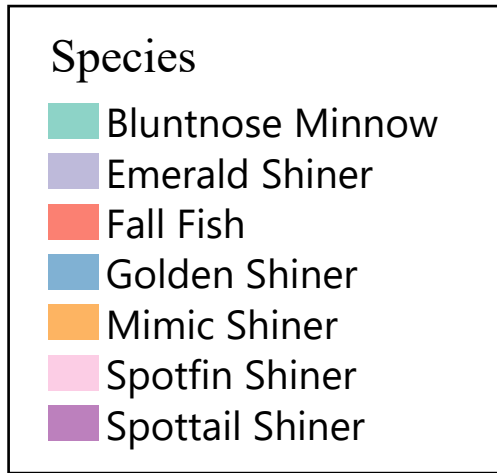 Species
Bluntnose Minnow
Emerald Shiner
Fall Fish
Golden Shiner
Mimic Shiner
Spotfin Shiner
Spottail Shiner